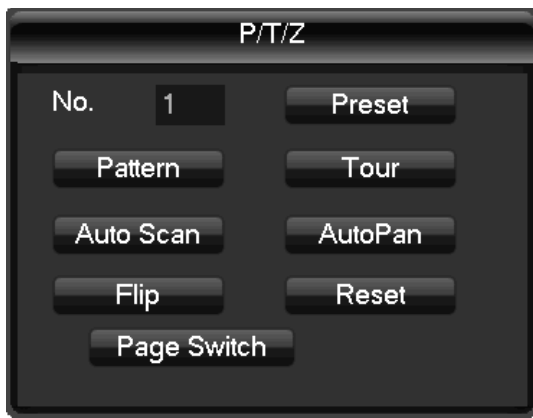 P/T/Z
No. 1 Preset
Pattern Tour
Auto Scan AutoPan
Flip Reset
Page Switch